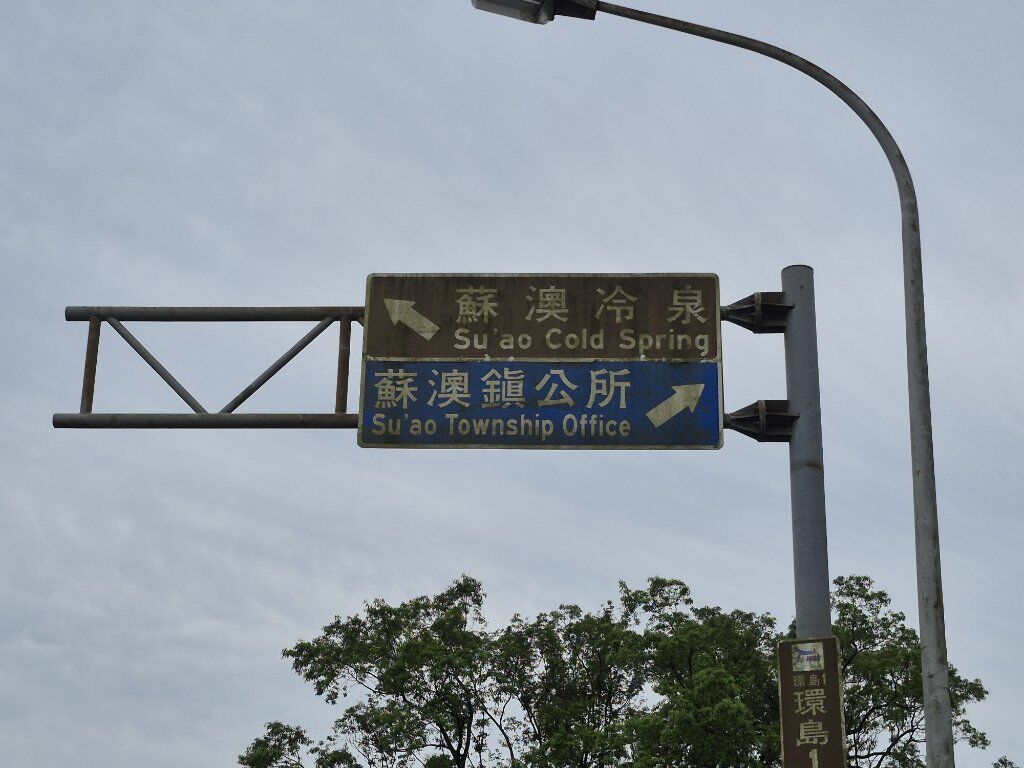 蘇澳冷泉
Su'ao Cold Spring
蘇澳鎮公所
Su'ao Township Office
環島1
環島1